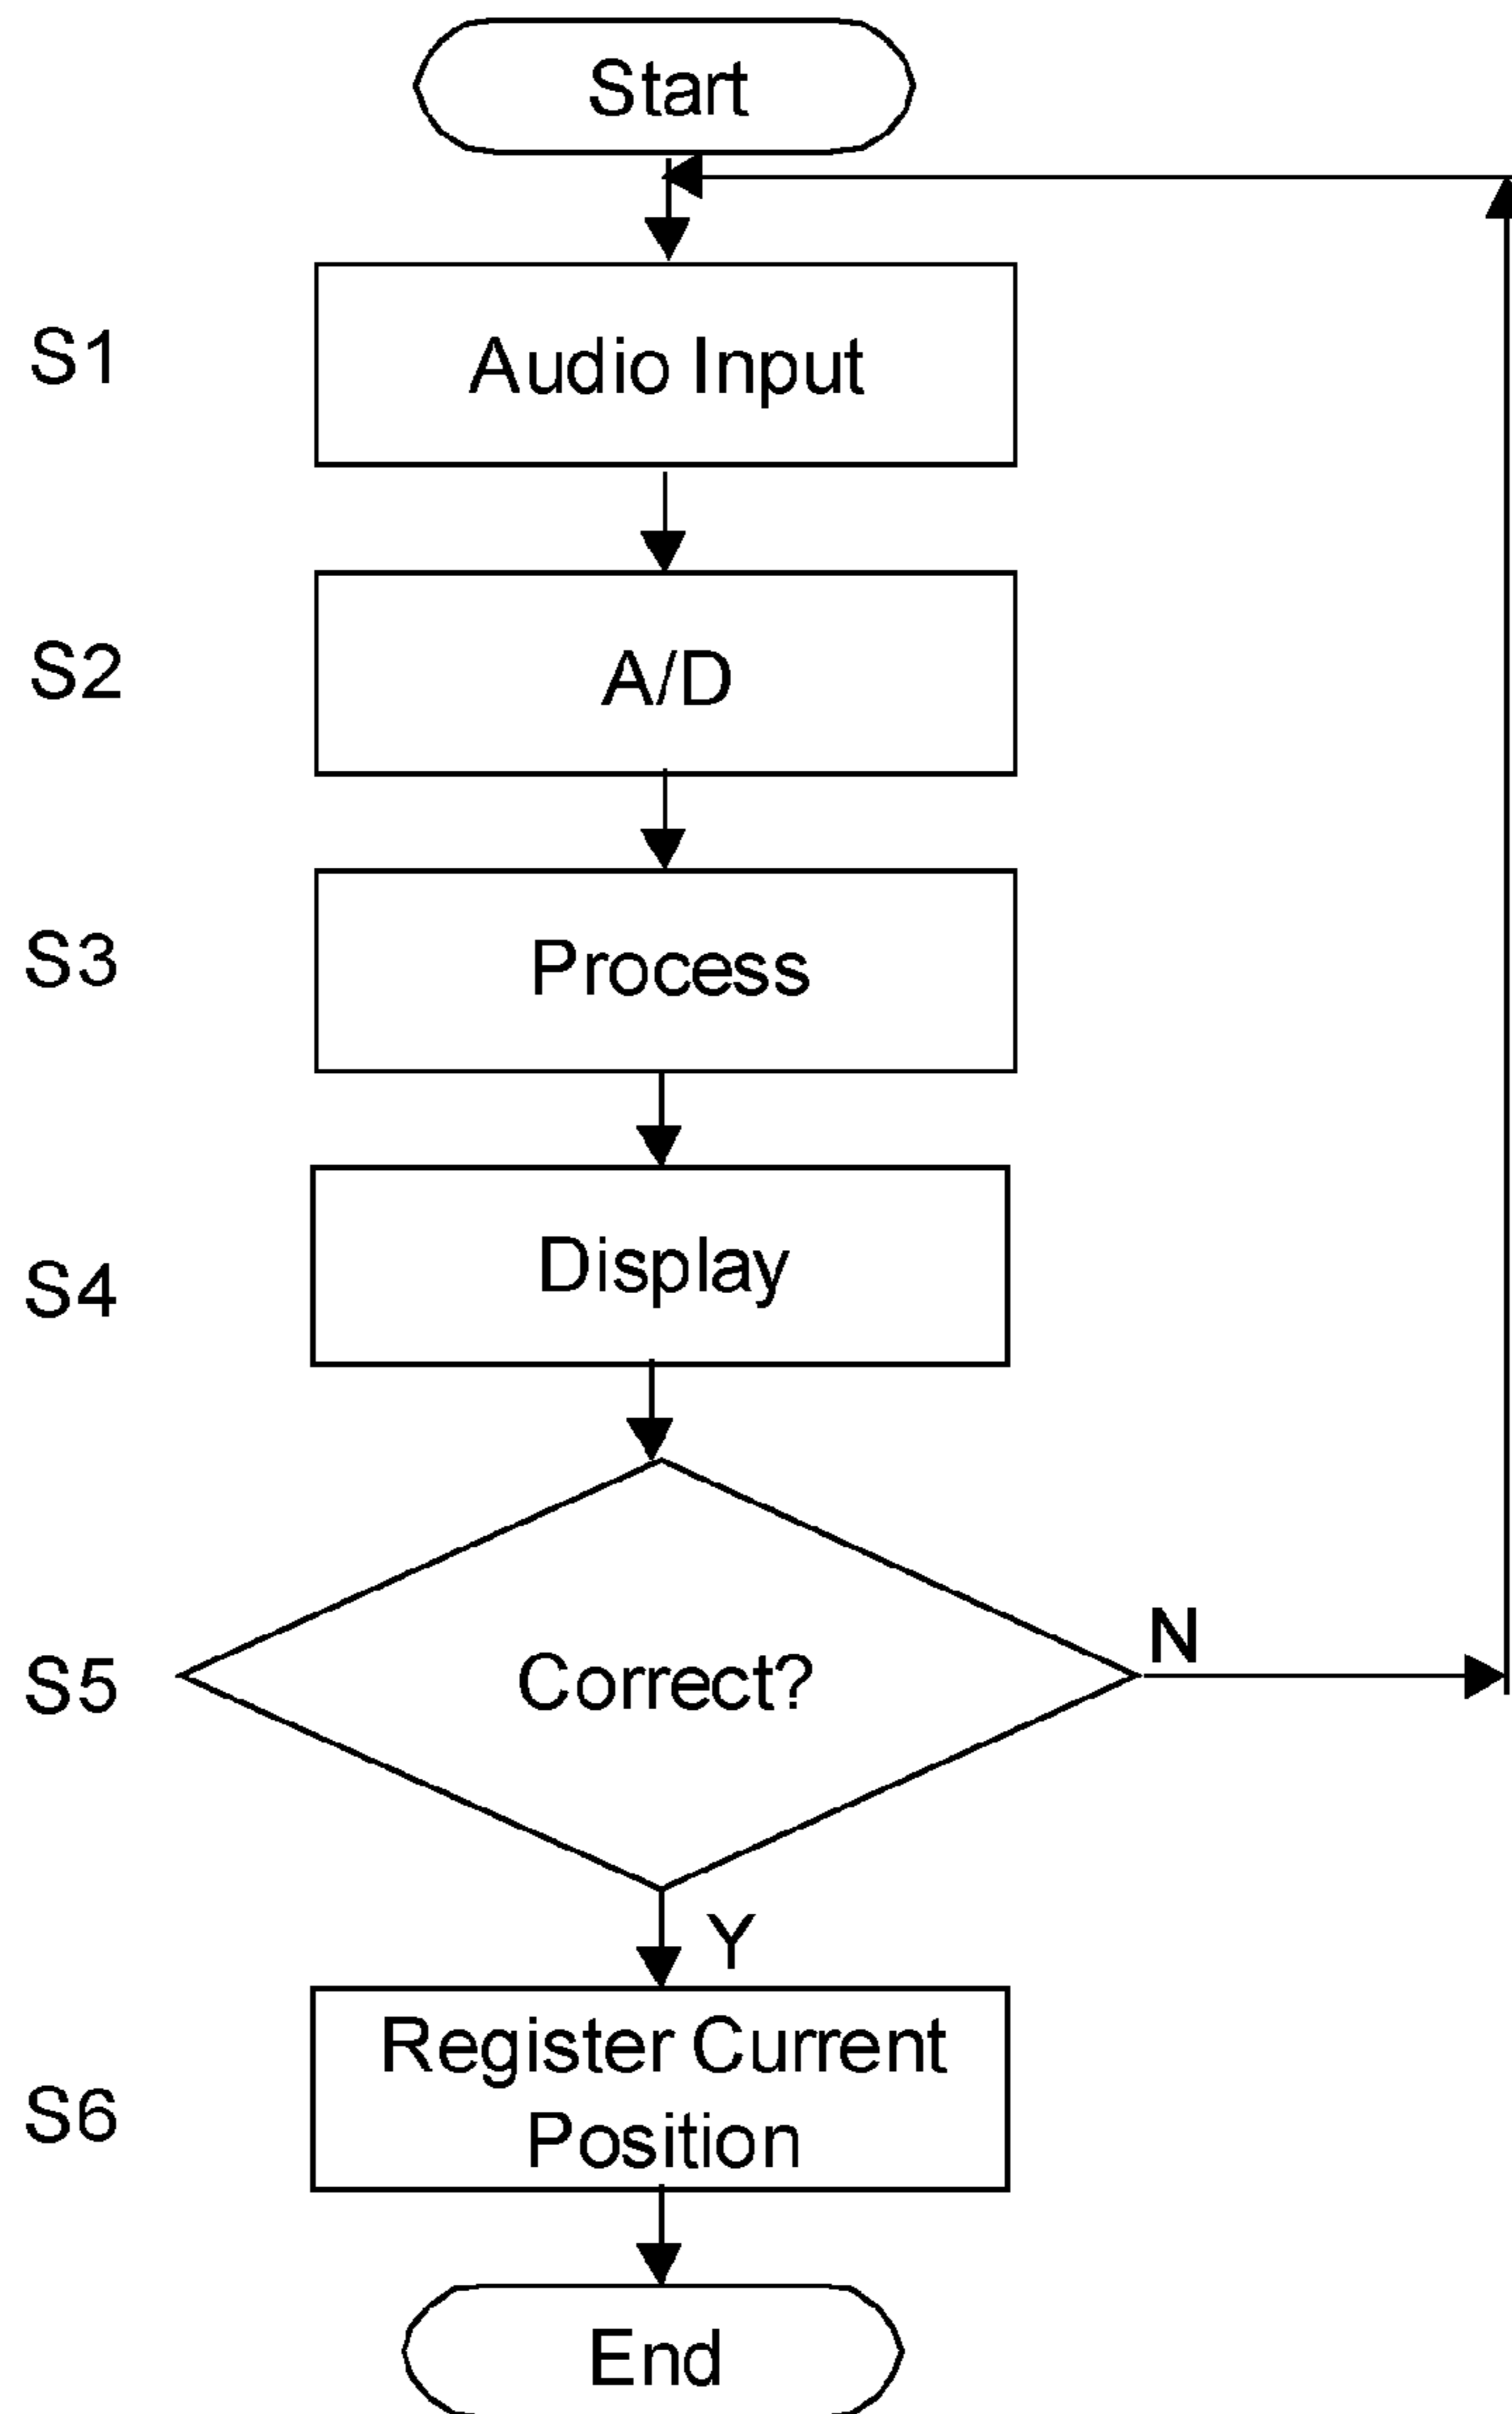 Start
S1
Audio Input
S2
A/D
S3
Process
S4
Display
S5
Correct?
N
Y
S6
Register Current
Position
End